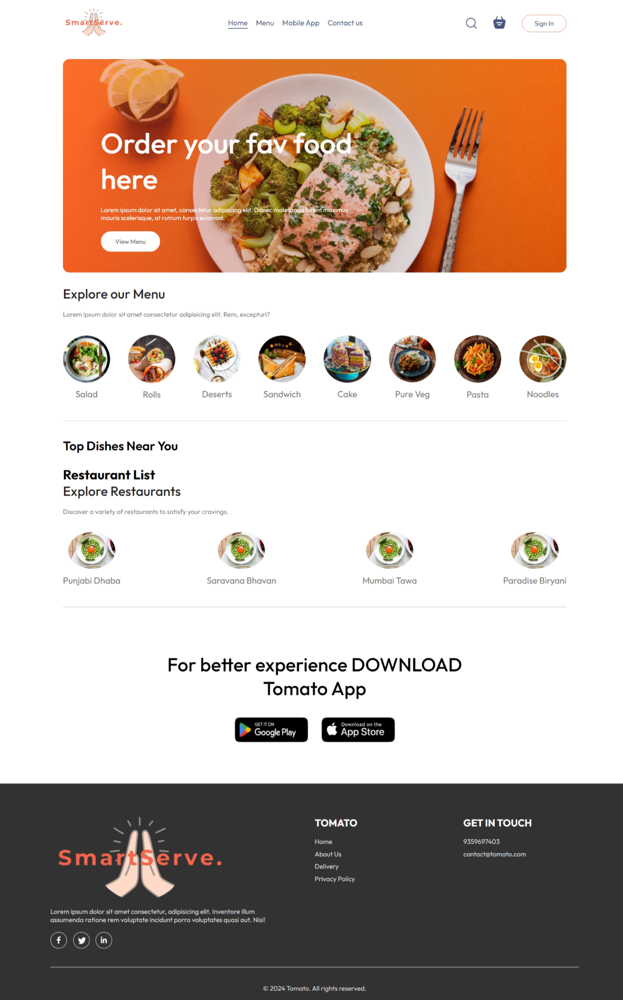 SmartServe.
Home Menu Mobile App Contact us
Sign In
Order your fav food
here
Lorem ipsum dolor sit amet, consectetur adipiscing elit. Donec malesuada lorem maximus
mauris scelerisque, at rutrum turpis euismod.
View Menu
Explore our Menu
Lorem ipsum dolor sit amet consectetur adipisicing elit. Rem, excepturi?
Salad Rolls Deserts Sandwich Cake Pure Veg Pasta Noodles
Top Dishes Near You
Restaurant List
Explore Restaurants
Discover a variety of restaurants to satisfy your cravings.
Punjabi Dhaba Saravana Bhavan Mumbai Tawa Paradise Biryani
For better experience DOWNLOAD
Tomato App
GET IT ON
Google Play
Download on the
App Store
SmartServe.
Lorem ipsum dolor sit amet consectetur, adipisicing elit. Inventore illum
assumenda ratione rem voluptate incidunt porro voluptates quasi aut. Nisi!
f
in
TOMATO
Home
About Us
Delivery
Privacy Policy
GET IN TOUCH
9359697403
contact@tomato.com
© 2024 Tomato. All rights reserved.